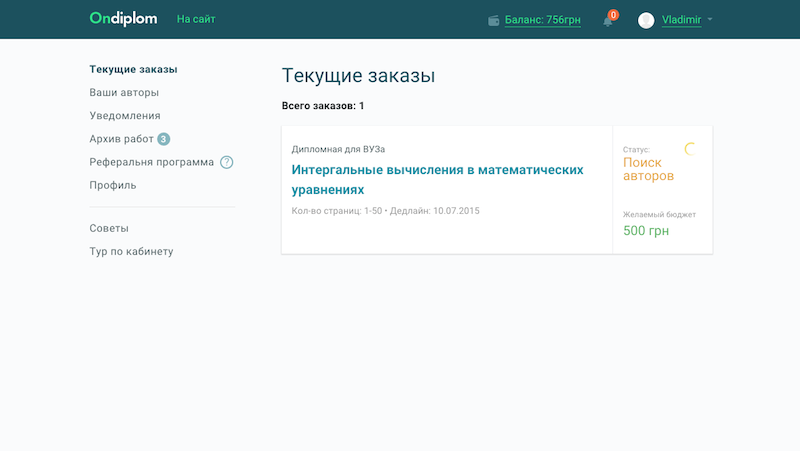 Ondiplom На сайт Баланс: 756грн 0 Vladimir
Текущие заказы
Ваши авторы
Уведомления
Архив работ 3
Реферальня программа ?
Профиль
Советы
Тур по кабинету
Текущие заказы
Всего заказов: 1
Дипломная для ВУЗа
Интергальные вычисления в математических
уравнениях
Кол-во страниц: 1-50 • Дедлайн: 10.07.2015
Статус:
Поиск
авторов
Желаемый бюджет
500 грн